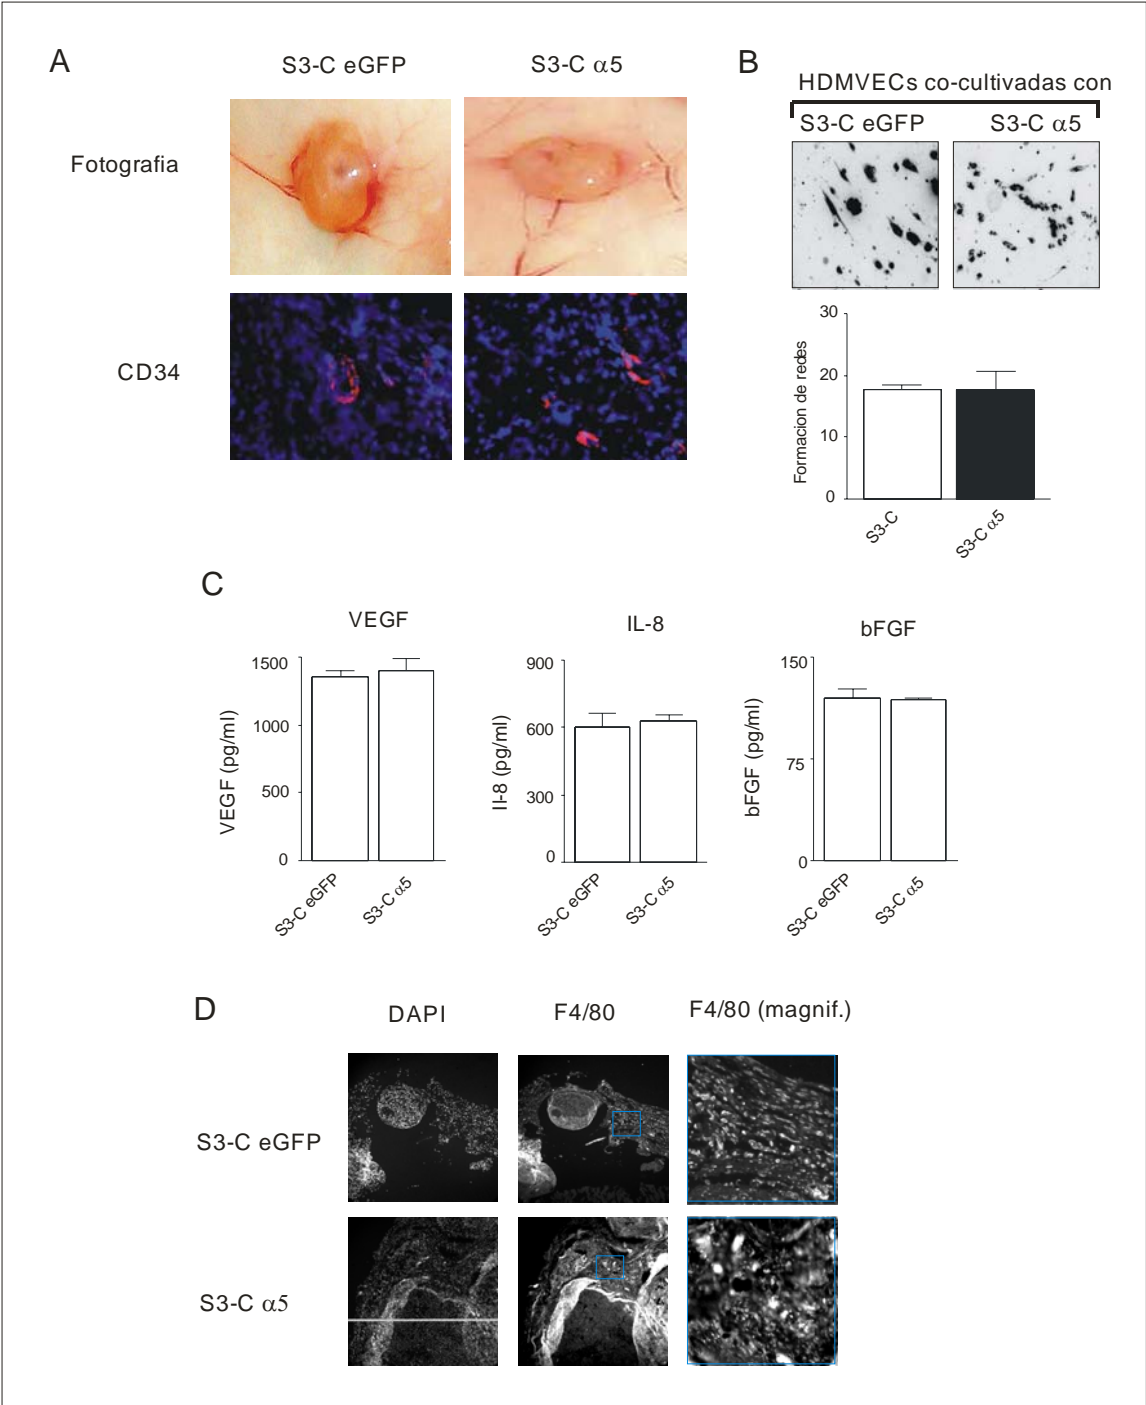 A
S3-C eGFP
S3-C α5
Fotografia
CD34
B
HDMVECs co-cultivadas con
S3-C eGFP
S3-C α5
Formacion de redes
30
20
10
0
S3-C
S3-C α5
C
VEGF
VEGF (pg/ml)
1500
1000
500
0
S3-C eGFP
S3-C α5
IL-8
Il-8 (pg/ml)
900
600
300
0
S3-C eGFP
S3-C α5
bFGF
bFGF (pg/ml)
150
75
0
S3-C eGFP
S3-C α5
D
DAPI
F4/80
F4/80 (magnif.)
S3-C eGFP
S3-C α5